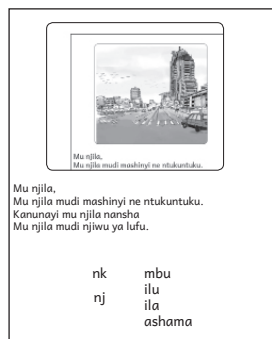 Mu njila,
Mu njila mudi mashinyi ne ntukuntuku.
Mu njila,
Mu njila mudi mashinyi ne ntukuntuku.
Kanunayi mu njila nansha
Mu njila mudi njiwu ya lufu.
nk
nj
mbu
ilu
ila
ashama